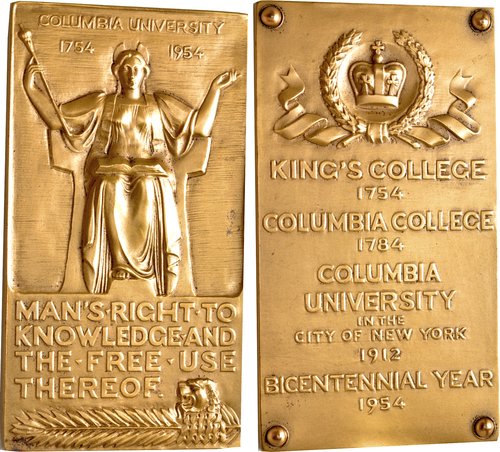 COLUMBIA UNIVERSITY
1754 1954
MAN'S·RIGHT·TO
KNOWLEDGE·AND
THE·FREE·USE
THEREOF
KING'S COLLEGE
1754
COLUMBIA COLLEGE
1784
COLUMBIA
UNIVERSITY
IN THE
CITY OF NEW YORK
1912
BICENTENNIAL YEAR
1954